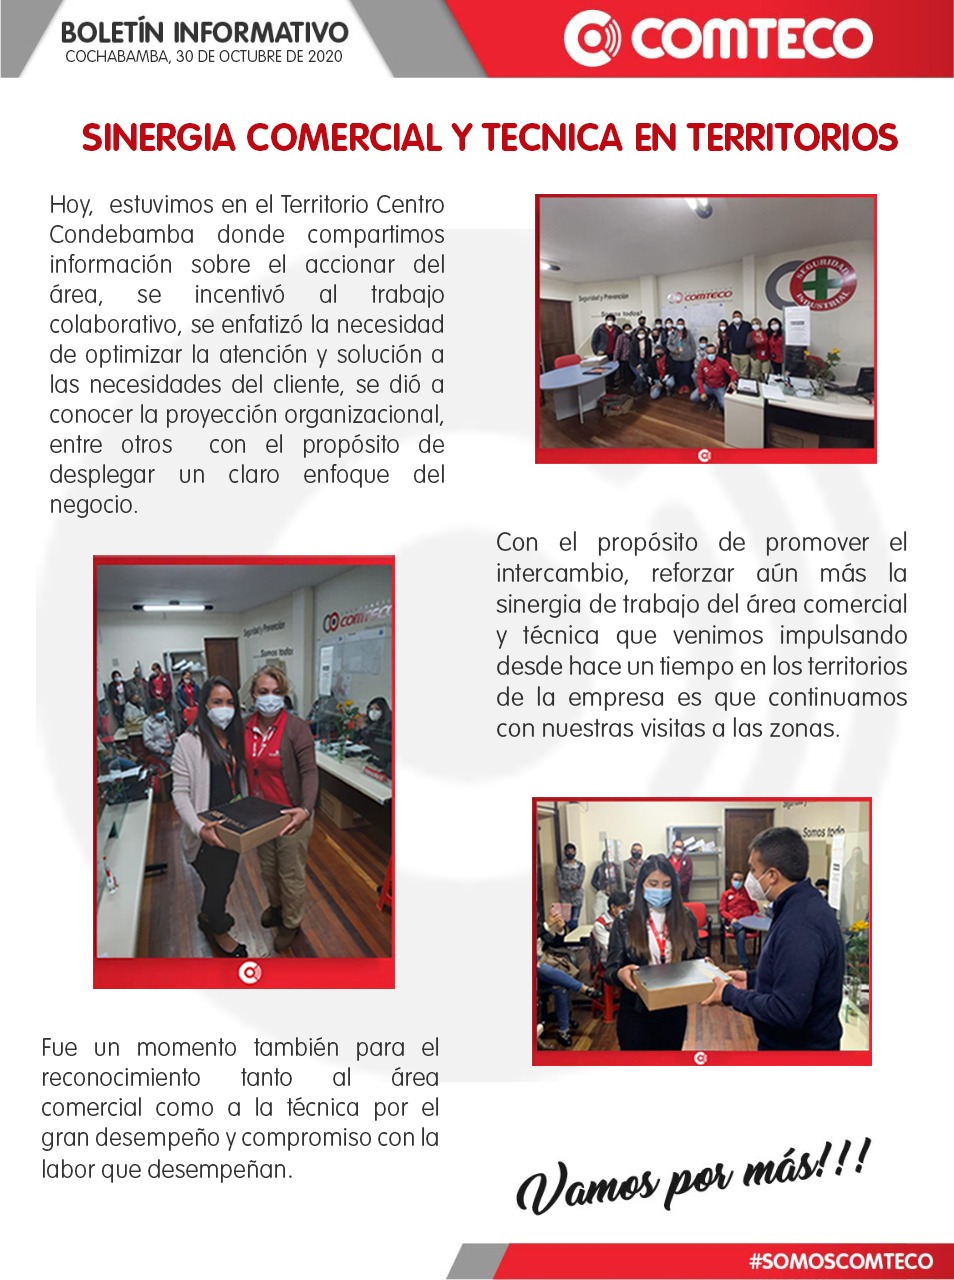 BOLETÍN INFORMATIVO
COCHABAMBA, 30 DE OCTUBRE DE 2020
COMTECO
SINERGIA COMERCIAL Y TECNICA EN TERRITORIOS
Hoy, estuvimos en el Territorio Centro
Condebamba donde compartimos
información sobre el accionar del
área, se incentivó al trabajo
colaborativo, se enfatizó la necesidad
de optimizar la atención y solución a
las necesidades del cliente, se dió a
conocer la proyección organizacional,
entre otros con el propósito de
desplegar un claro enfoque del
negocio.
Seguridad y Prevención
....Somos todos!
COMTECO
SEGURIDAD
INDUSTRIAL
Con el propósito de promover el
intercambio, reforzar aún más la
sinergia de trabajo del área comercial
y técnica que venimos impulsando
desde hace un tiempo en los territorios
de la empresa es que continuamos
con nuestras visitas a las zonas.
Seguridad y Prevención
...Somos todos
COMTECO
Somos todo
Fue un momento también para el
reconocimiento tanto al área
comercial como a la técnica por el
gran desempeño y compromiso con la
labor que desempeñan.
Vamos por más!!!
#SOMOSCOMTECO